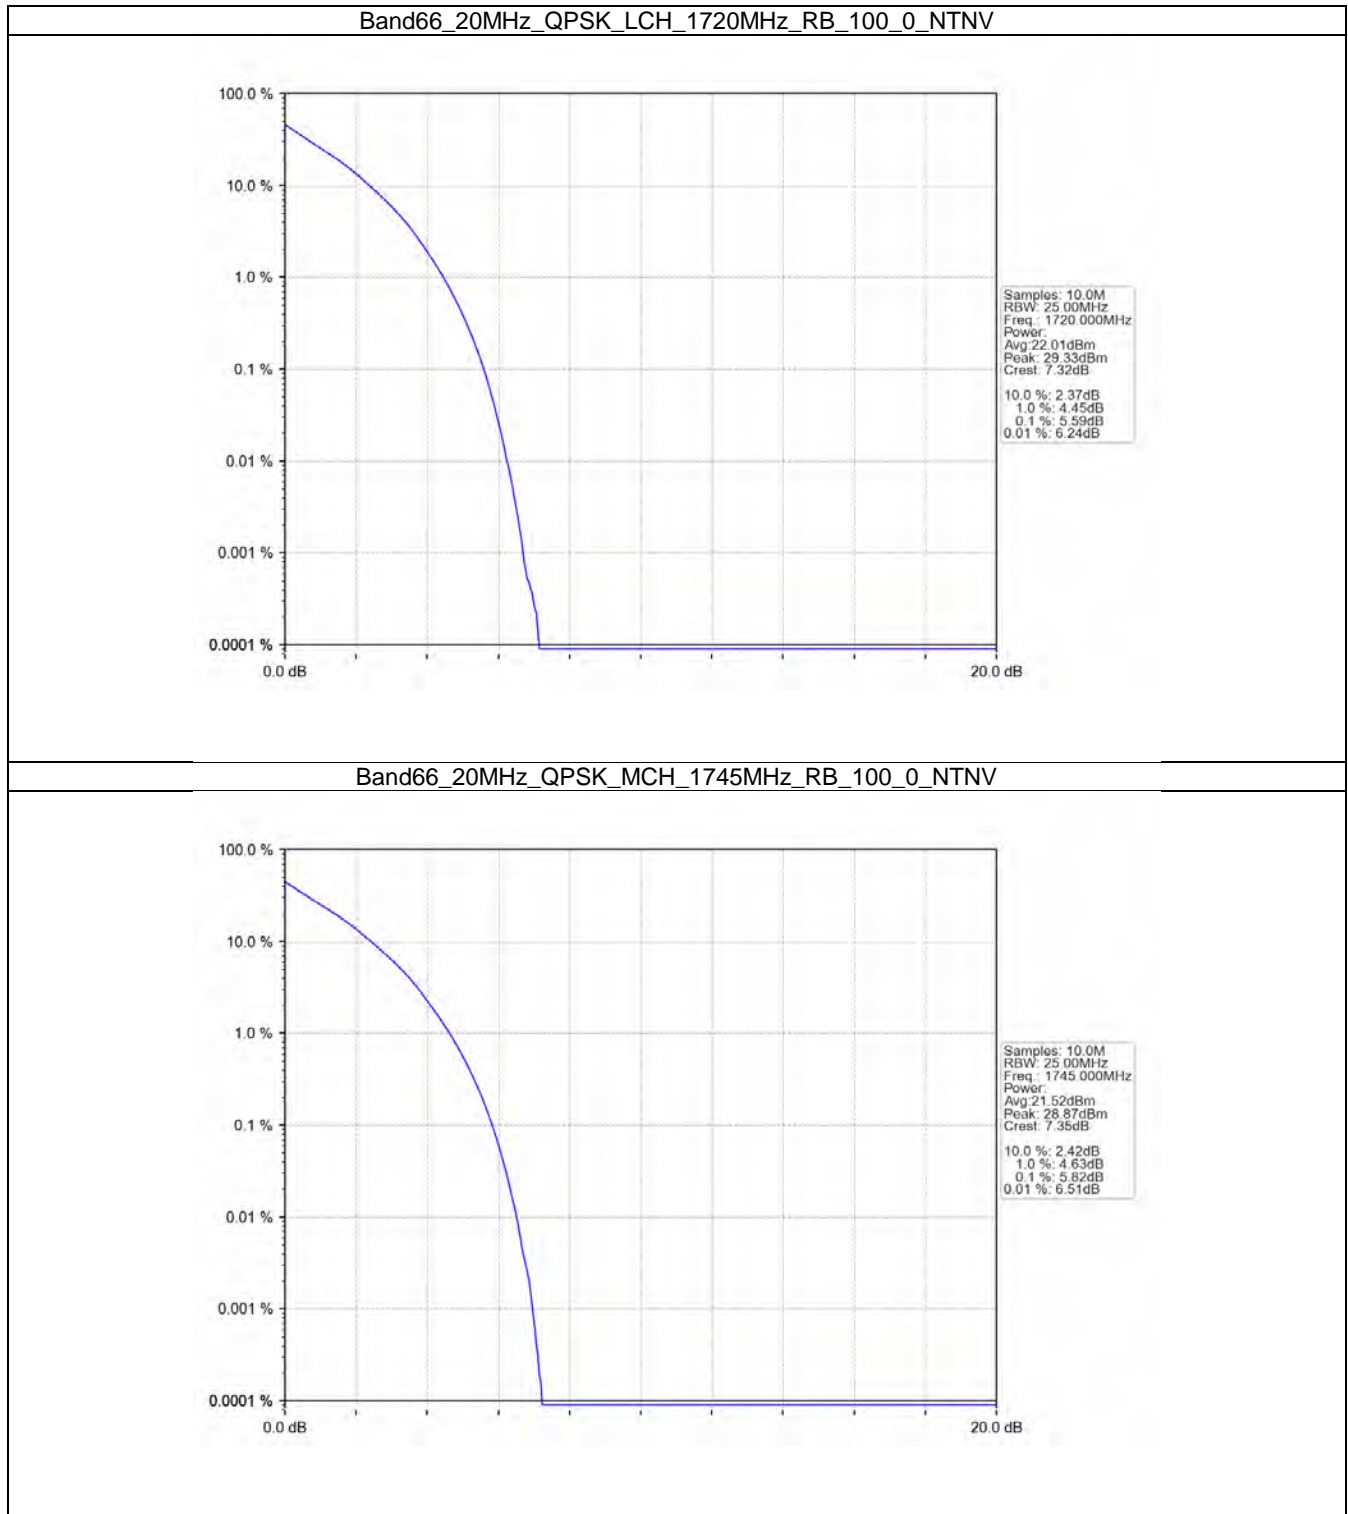 Band66_20MHz_QPSK_LCH_1720MHz_RB_100_0_NTNV
100.0 %
10.0 %
1.0 %
0.1 %
0.01 %
0.001 %
0.0001 %
0.0 dB
20.0 dB
Samples: 10.0M
RBW: 25.00MHz
Freq.: 1720.000MHz
Power:
Avg:22.01dBm
Peak: 29.33dBm
Crest: 7.32dB
10.0 %: 2.37dB
1.0 %: 4.45dB
0.1 %: 5.59dB
0.01 %: 6.24dB
Band66_20MHz_QPSK_MCH_1745MHz_RB_100_0_NTNV
100.0 %
10.0 %
1.0 %
0.1 %
0.01 %
0.001 %
0.0001 %
0.0 dB
20.0 dB
Samples: 10.0M
RBW: 25.00MHz
Freq.: 1745.000MHz
Power:
Avg:21.52dBm
Peak: 28.87dBm
Crest: 7.35dB
10.0 %: 2.42dB
1.0 %: 4.63dB
0.1 %: 5.82dB
0.01 %: 6.51dB